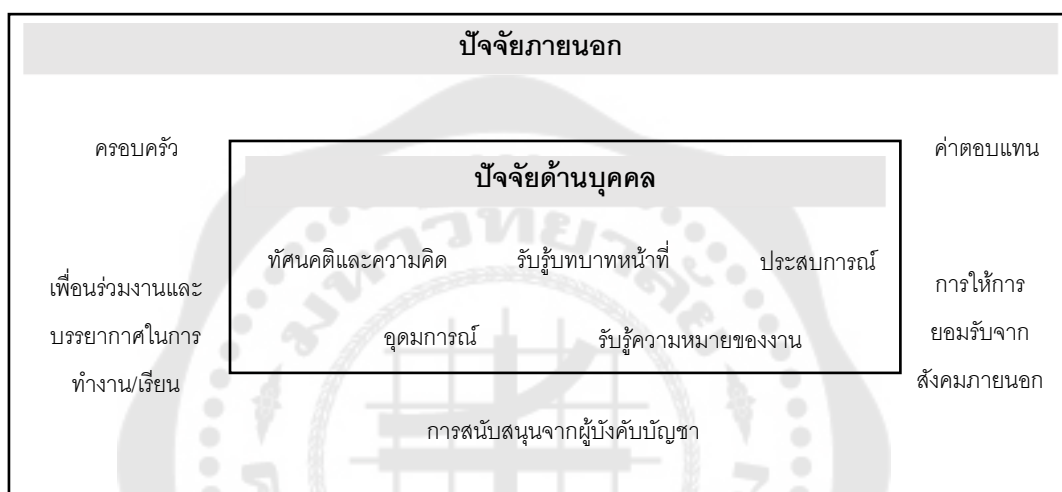 ปัจจัยภายนอก
ครอบครัว
ค่าตอบแทน
ปัจจัยด้านบุคคล
ทัศนคติและความคิด
รับรู้บทบาทหน้าที่
ประสบการณ์
อุดมการณ์
รับรู้ความหมายของงาน
เพื่อนร่วมงานและ
บรรยากาศในการ
ทำงาน/เรียน
การให้การ
ยอมรับจาก
สังคมภายนอก
การสนับสนุนจากผู้บังคับบัญชา